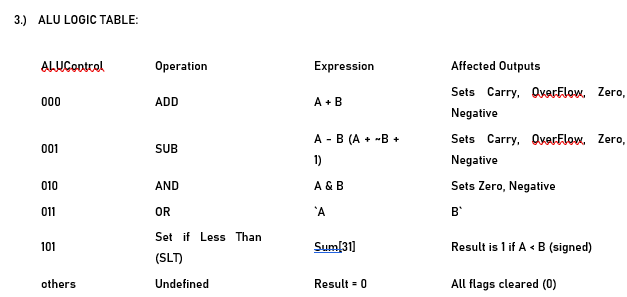 3.) ALU LOGIC TABLE:
ALUControl Operation Expression Affected Outputs
000 ADD A + B Sets Carry, OverFlow, Zero, Negative
001 SUB A – B (A + ~B + 1) Sets Carry, OverFlow, Zero, Negative
010 AND A & B Sets Zero, Negative
011 OR `A B`
101 Set if Less Than (SLT) Sum[31] Result is 1 if A < B (signed)
others Undefined Result = 0 All flags cleared (0)